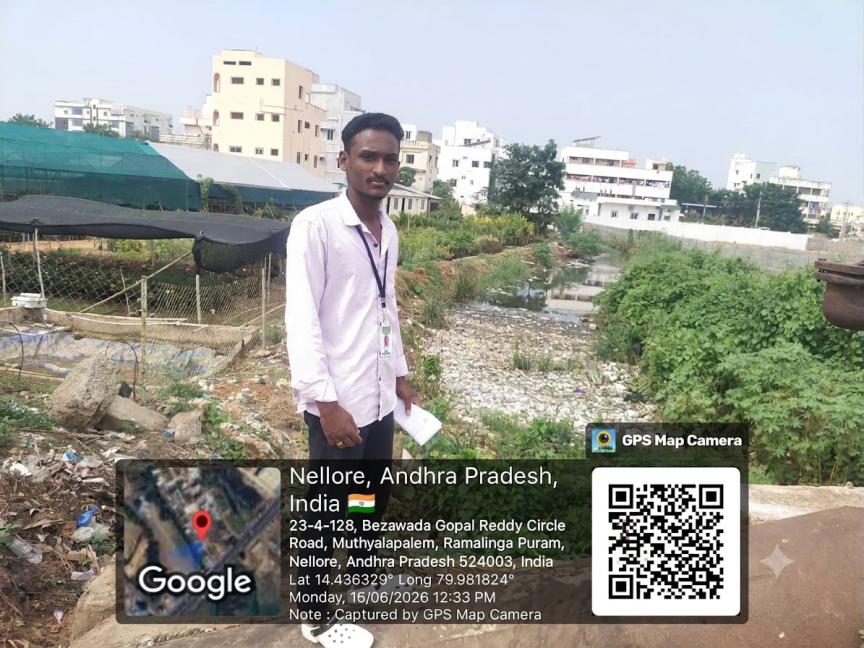 GPS Map Camera
Nellore, Andhra Pradesh,
India 🇮🇳
23-4-128, Bezawada Gopal Reddy Circle
Road, Muthyalapalem, Ramalinga Puram,
Nellore, Andhra Pradesh 524003, India
Lat 14.436329° Long 79.981824°
Monday, 16/06/2026 12:33 PM
Note : Captured by GPS Map Camera
Google